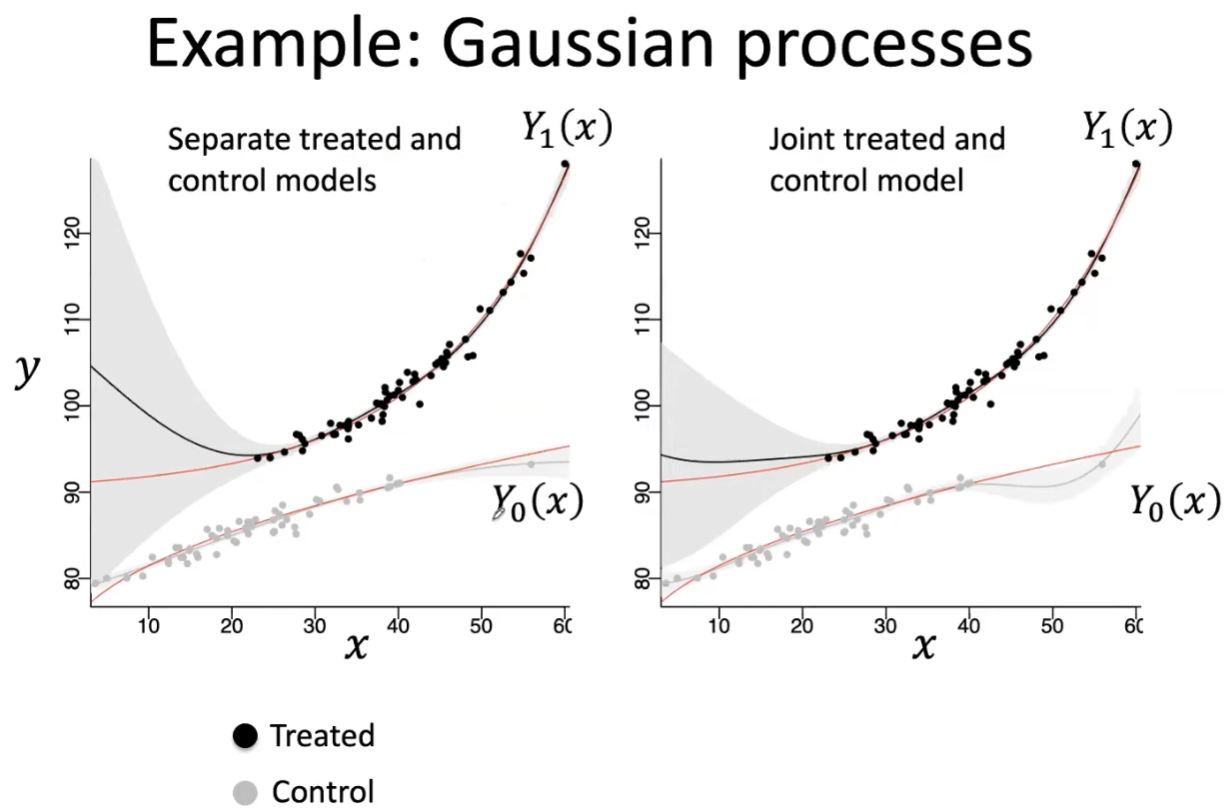 Example: Gaussian processes
Separate treated and
control models
Y₁(x)
y
120
110
100
90
80
Y₀(x)
10 20 30 40 50 60
x
Joint treated and
control model
Y₁(x)
120
110
100
90
80
Y₀(x)
10 20 30 40 50 60
x
Treated
Control